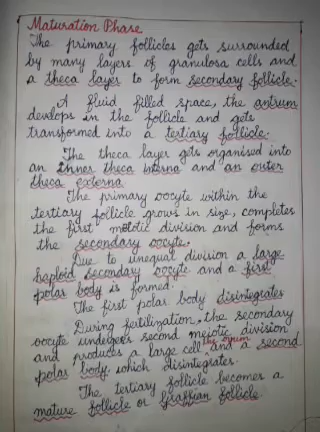 Maturation Phase
The primary follicles gets surrounded
by many layers of granulosa cells and
a theca layer to form secondary follicle.
A fluid filled space, the antrum
develops in the follicle and gets
transformed into a tertiary follicle.
The theca layer gets organised into
an inner theca interna and an outer
theca externa
The primary oocyte within the
tertiary follicle grows in size, completes
the first meiotic division and forms
the secondary oocyte.
Due to unequal division a large
haploid secondary oocyte and a first
polar body is formed.
The first polar body disintegrates
During fertilization, the secondary
oocyte undergoes second meiotic division
and produces a large cell, the ovum and a second
polar body, which disintegrates.
The tertiary follicle becomes a
mature follicle or Graffian follicle.